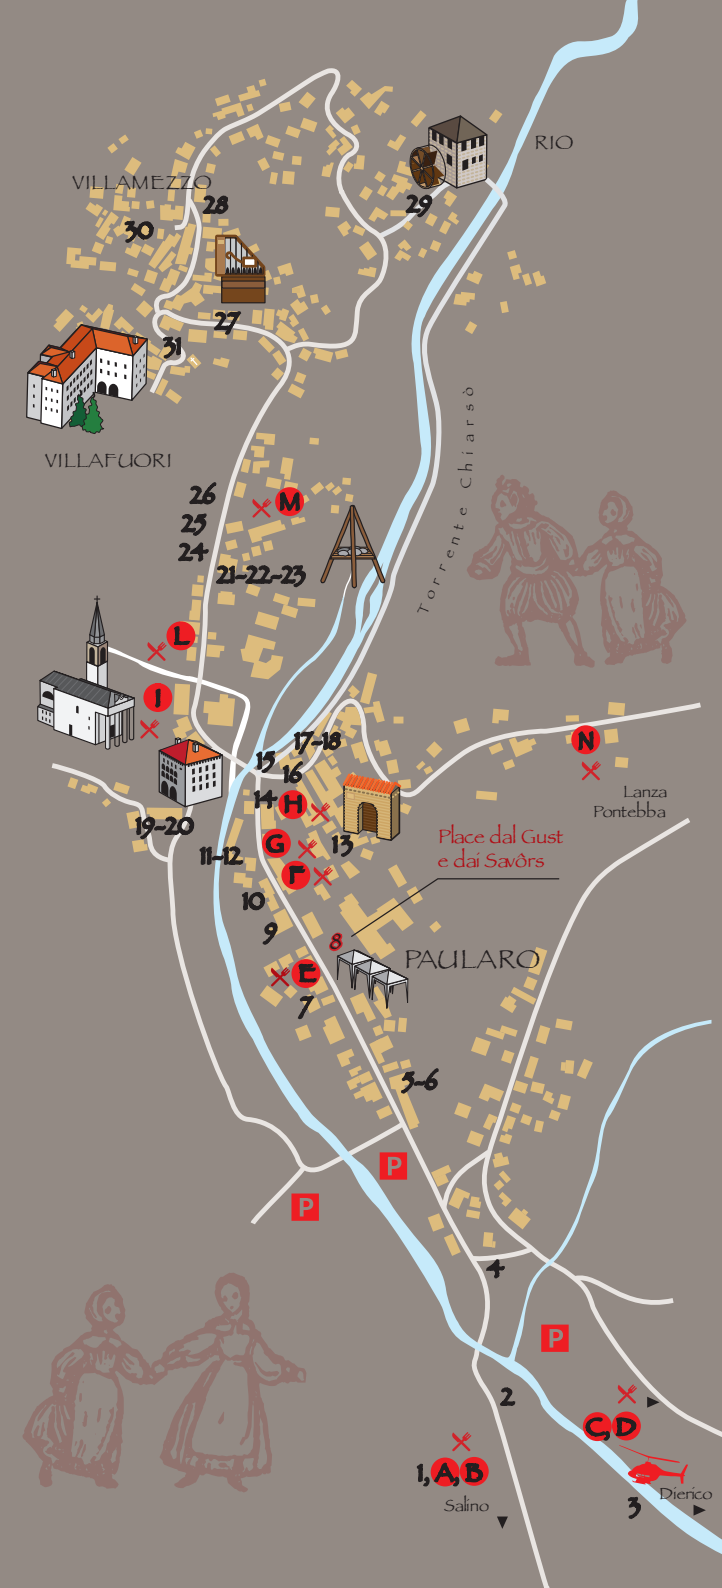 RIO
VILLAMEZZO
28
29
30
27
31
VILLAFUORI
Torrente Chiarsò
26
M
25
24
21-22-23
L
I
17-18
N
15
16
Lanza
Pontebba
14
H
19-20
13
G
11-12
Place dal Gust
e dai Savôrs
F
10
9
8
PAULARO
E
7
5-6
P
P
4
P
2
C, D
1, A, B
Salino
Dierico
3